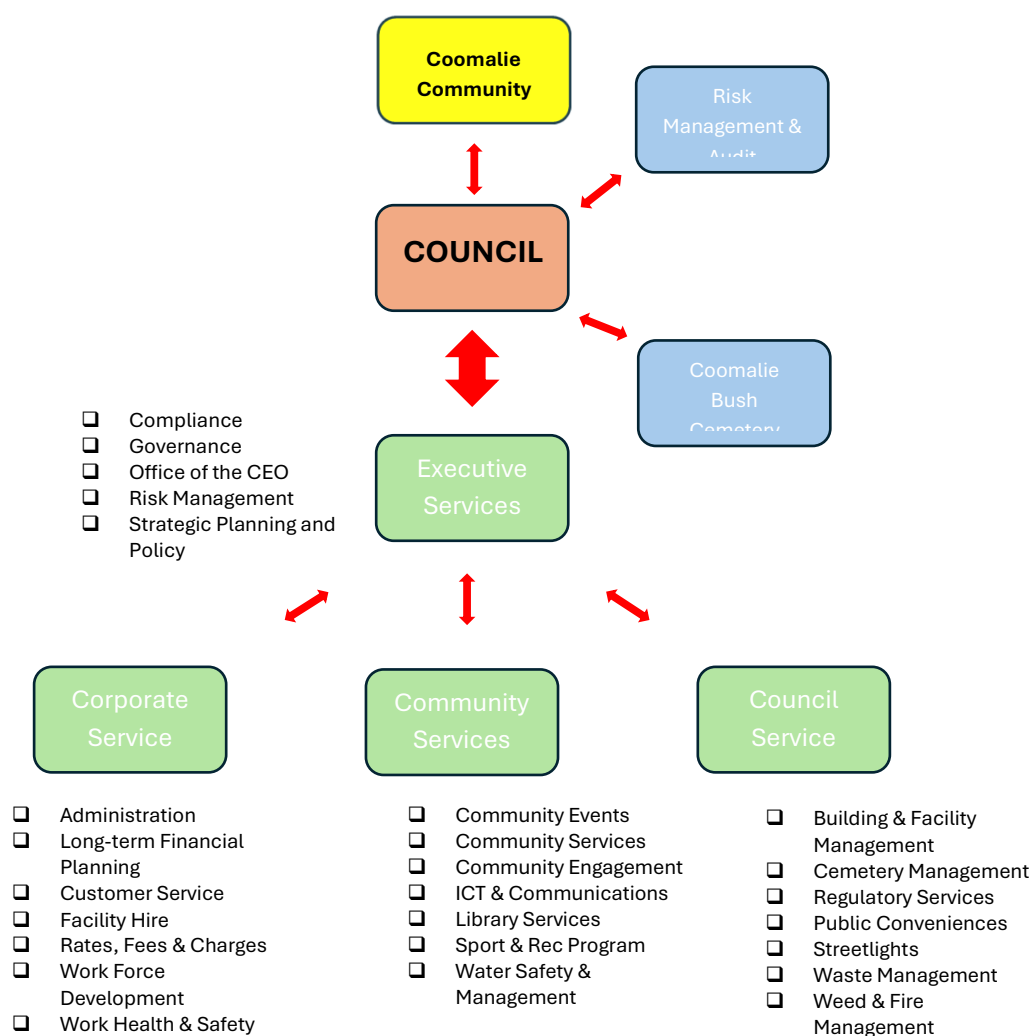 Coomalie
Community
Risk
Management &
Audit
COUNCIL
Coomalie
Bush
Cemetery
❑ Compliance
❑ Governance
❑ Office of the CEO
❑ Risk Management
❑ Strategic Planning and
Policy
Executive
Services
Corporate
Service
Community
Services
Council
Service
❑ Administration
❑ Long-term Financial
Planning
❑ Customer Service
❑ Facility Hire
❑ Rates, Fees & Charges
❑ Work Force
Development
❑ Work Health & Safety
❑ Community Events
❑ Community Services
❑ Community Engagement
❑ ICT & Communications
❑ Library Services
❑ Sport & Rec Program
❑ Water Safety &
Management
❑ Building & Facility
Management
❑ Cemetery Management
❑ Regulatory Services
❑ Public Conveniences
❑ Streetlights
❑ Waste Management
❑ Weed & Fire
Management